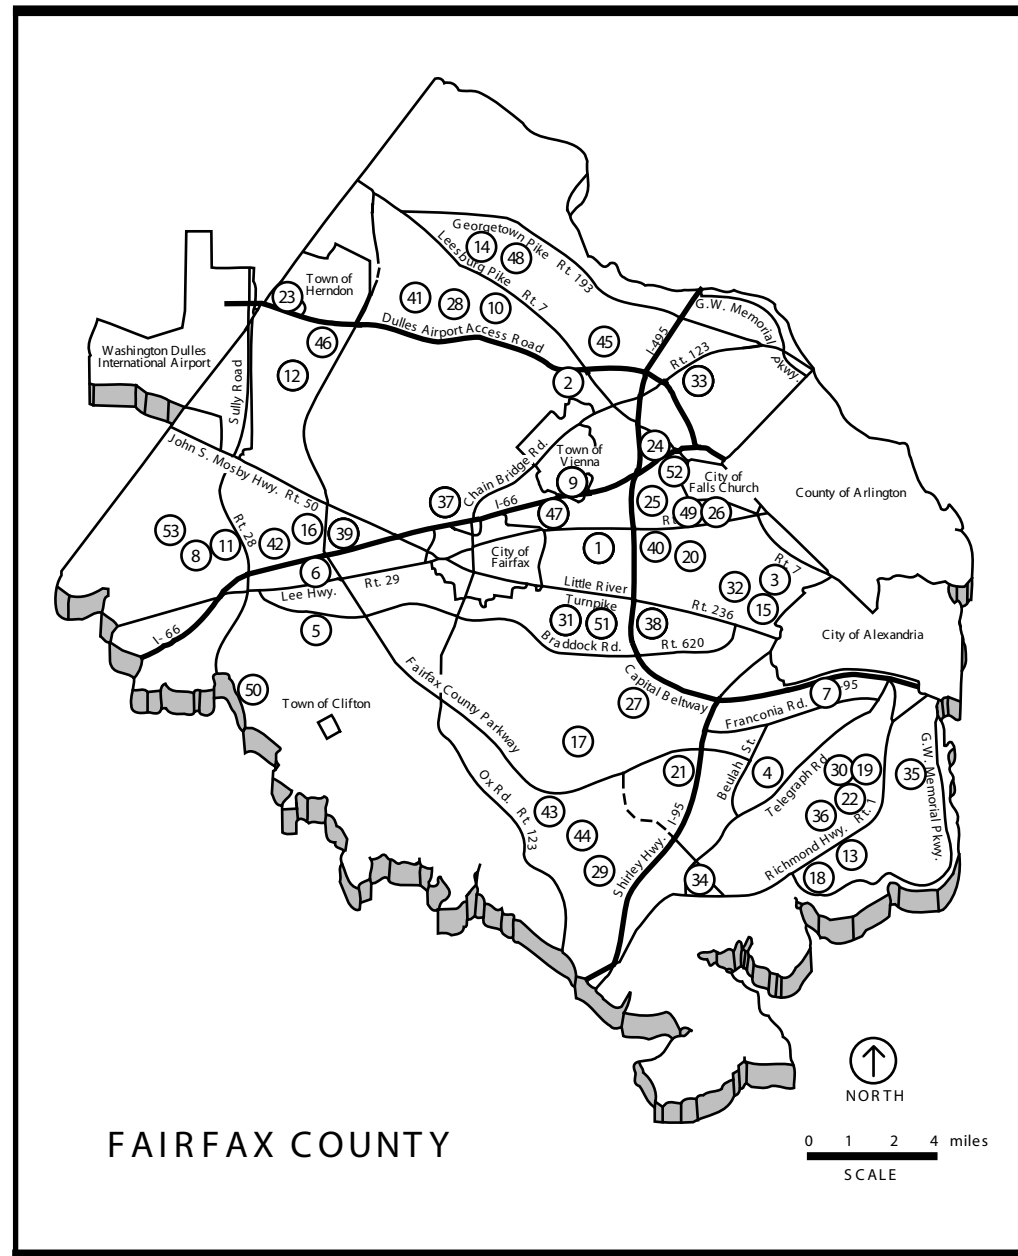 Georgetown Pike Rt. 193
14
48
Leesburg Pike Rt. 7
Town of
Herndon
23
41
28
10
G.W. Memorial Pkwy.
Dulles Airport Access Road
46
45
I-495
Rt. 123
Washington Dulles
International Airport
12
2
33
Sully Road
John S. Mosby Hwy. Rt. 50
Chain Bridge Rd.
Town of
Vienna
24
52
City of
Falls Church
9
County of Arlington
37
I-66
47
25
49
26
Rt.
53
8
11
Rt. 28
42
16
39
City of
Fairfax
1
40
20
Rt. 7
6
Lee Hwy. Rt. 29
Little River
Turnpike
Rt. 236
32
3
15
I-66
5
31
51
38
Braddock Rd. Rt. 620
City of Alexandria
50
Town of Clifton
Fairfax County Parkway
27
Capital Beltway
7
-95
Franconia Rd.
17
21
Beulah St.
4
Telegraph Rd
30
19
35
G.W. Memorial Pkwy.
Ox Rd. Rt. 123
43
44
29
Shirley Hwy. I-95
22
36
Richmond Hwy. Rt. 1
13
18
34
NORTH
FAIRFAX COUNTY
0 1 2 4 miles
SCALE